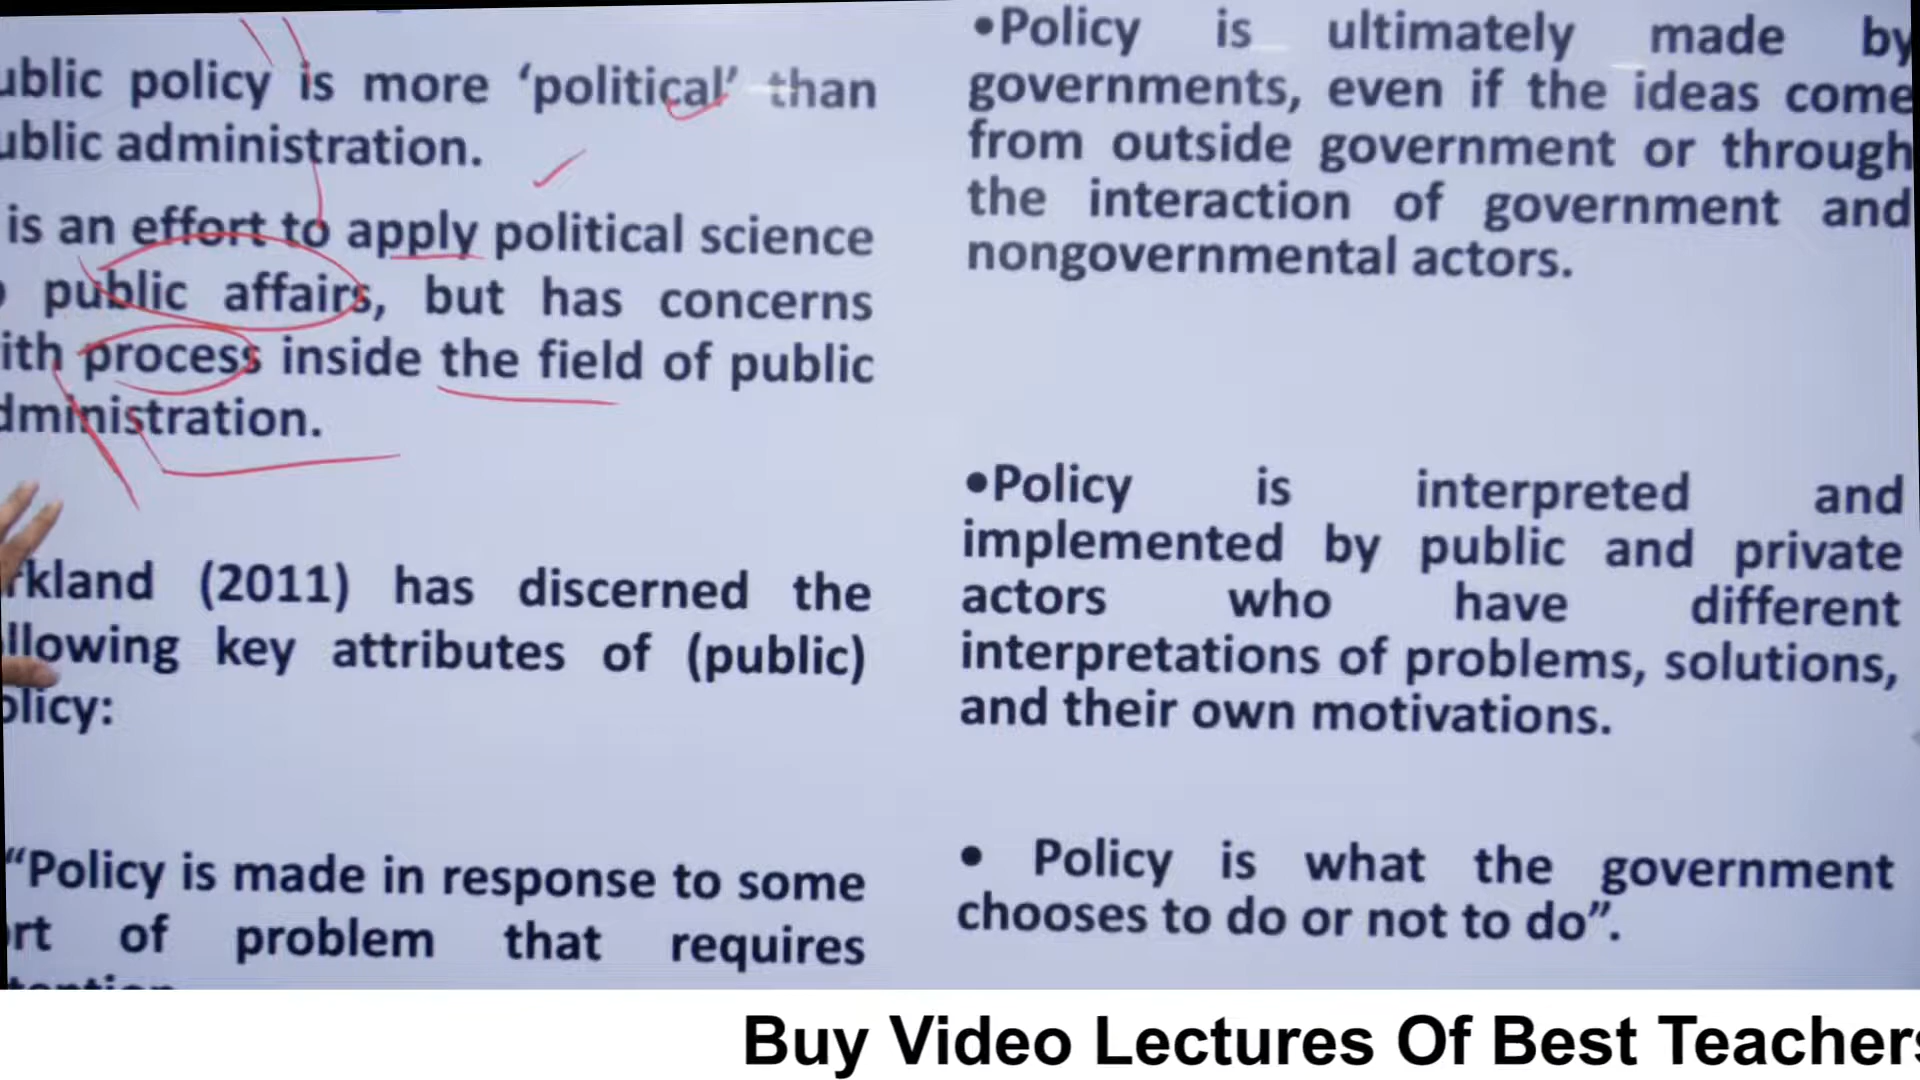 ublic policy is more ‘political’ than
ublic administration.
is an effort to apply political science
public affairs, but has concerns
ith process inside the field of public
dministration.
rkland (2011) has discerned the
llowing key attributes of (public)
olicy:
“Policy is made in response to some
rt of problem that requires
•Policy is ultimately made by
governments, even if the ideas come
from outside government or through
the interaction of government and
nongovernmental actors.
•Policy is interpreted and
implemented by public and private
actors who have different
interpretations of problems, solutions,
and their own motivations.
• Policy is what the government
chooses to do or not to do”.
Buy Video Lectures Of Best Teachers